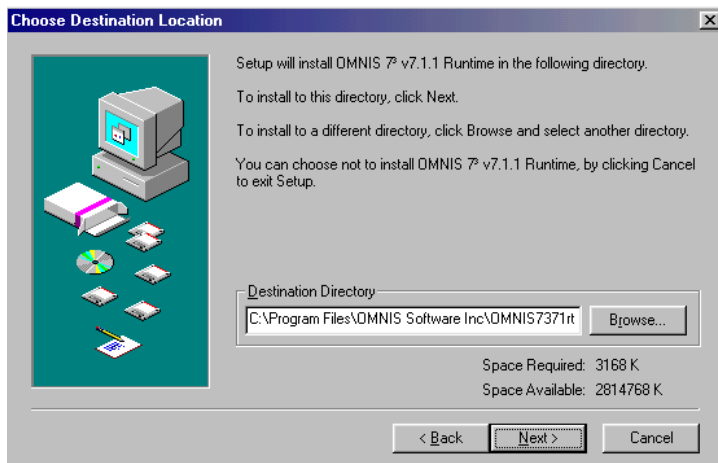 Choose Destination Location
Setup will install OMNIS 7³ v7.1.1 Runtime in the following directory.
To install to this directory, click Next.
To install to a different directory, click Browse and select another directory.
You can choose not to install OMNIS 7³ v7.1.1 Runtime, by clicking Cancel
to exit Setup.
Destination Directory
C:\Program Files\OMNIS Software Inc\OMNIS7371rt
Browse...
Space Required: 3168 K
Space Available: 2814768 K
< Back
Next >
Cancel